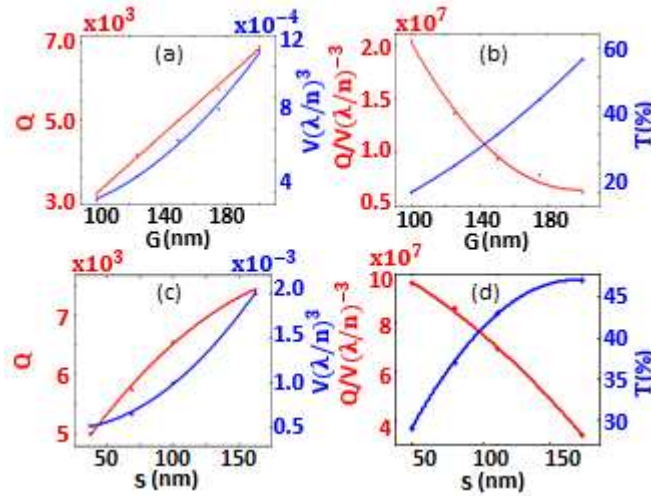 x10³ x10⁻⁴
7.0 5.0 3.0
Q
(a)
12 8 4
V(λ/n)³
100 140 180
G (nm)
x10⁷
2.0 1.5 1.0 0.5
Q/V(λ/n)⁻³
(b)
60 40 20
T(%)
100 150 200
G (nm)
x10³ x10⁻³
7 6 5
Q
(c)
2.0 1.5 1.0 0.5
V(λ/n)³
50 100 150
s (nm)
x10⁷
10 8 6 4
Q/V(λ/n)⁻³
(d)
45 40 35 30
T(%)
50 100 150
s (nm)